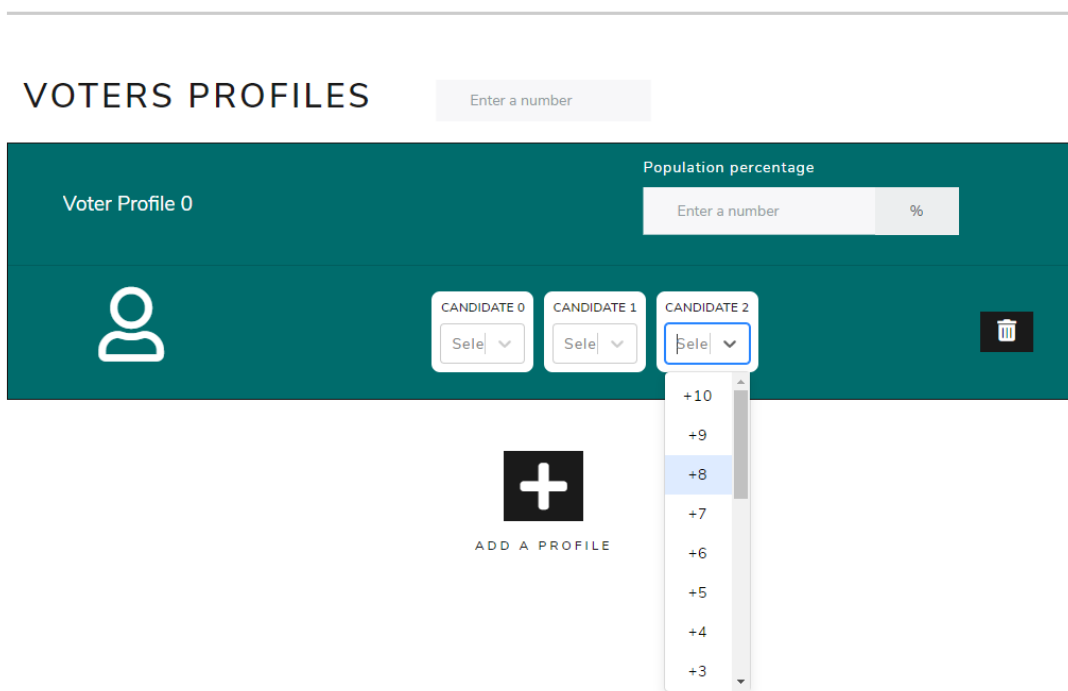 VOTERS PROFILES
Enter a number
Population percentage
Voter Profile 0
Enter a number
%
CANDIDATE 0
CANDIDATE 1
CANDIDATE 2
Sele
Sele
Sele
+10
+9
+8
+7
+6
+5
+4
+3
ADD A PROFILE